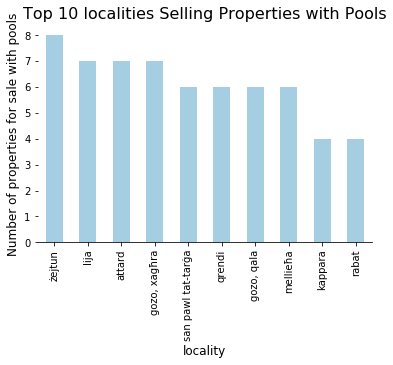 Top 10 localities Selling Properties with Pools
Number of properties for sale with pools
8
7
6
5
4
3
2
1
0
żejtun
lija
attard
gozo, xagħra
san pawl tat-targa
qrendi
gozo, qala
mellieħa
kappara
rabat
locality